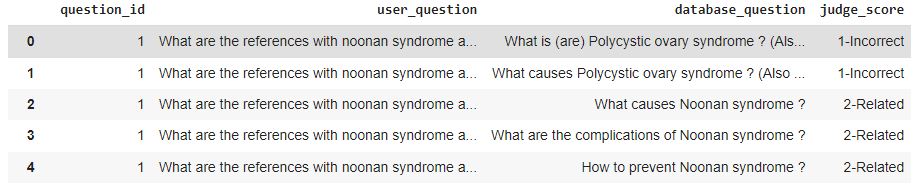 question_id user_question database_question judge_score
0 1 What are the references with noonan syndrome a... What is (are) Polycystic ovary syndrome ? (Als... 1-Incorrect
1 1 What are the references with noonan syndrome a... What causes Polycystic ovary syndrome ? (Also ... 1-Incorrect
2 1 What are the references with noonan syndrome a... What causes Noonan syndrome ? 2-Related
3 1 What are the references with noonan syndrome a... What are the complications of Noonan syndrome ? 2-Related
4 1 What are the references with noonan syndrome a... How to prevent Noonan syndrome ? 2-Related